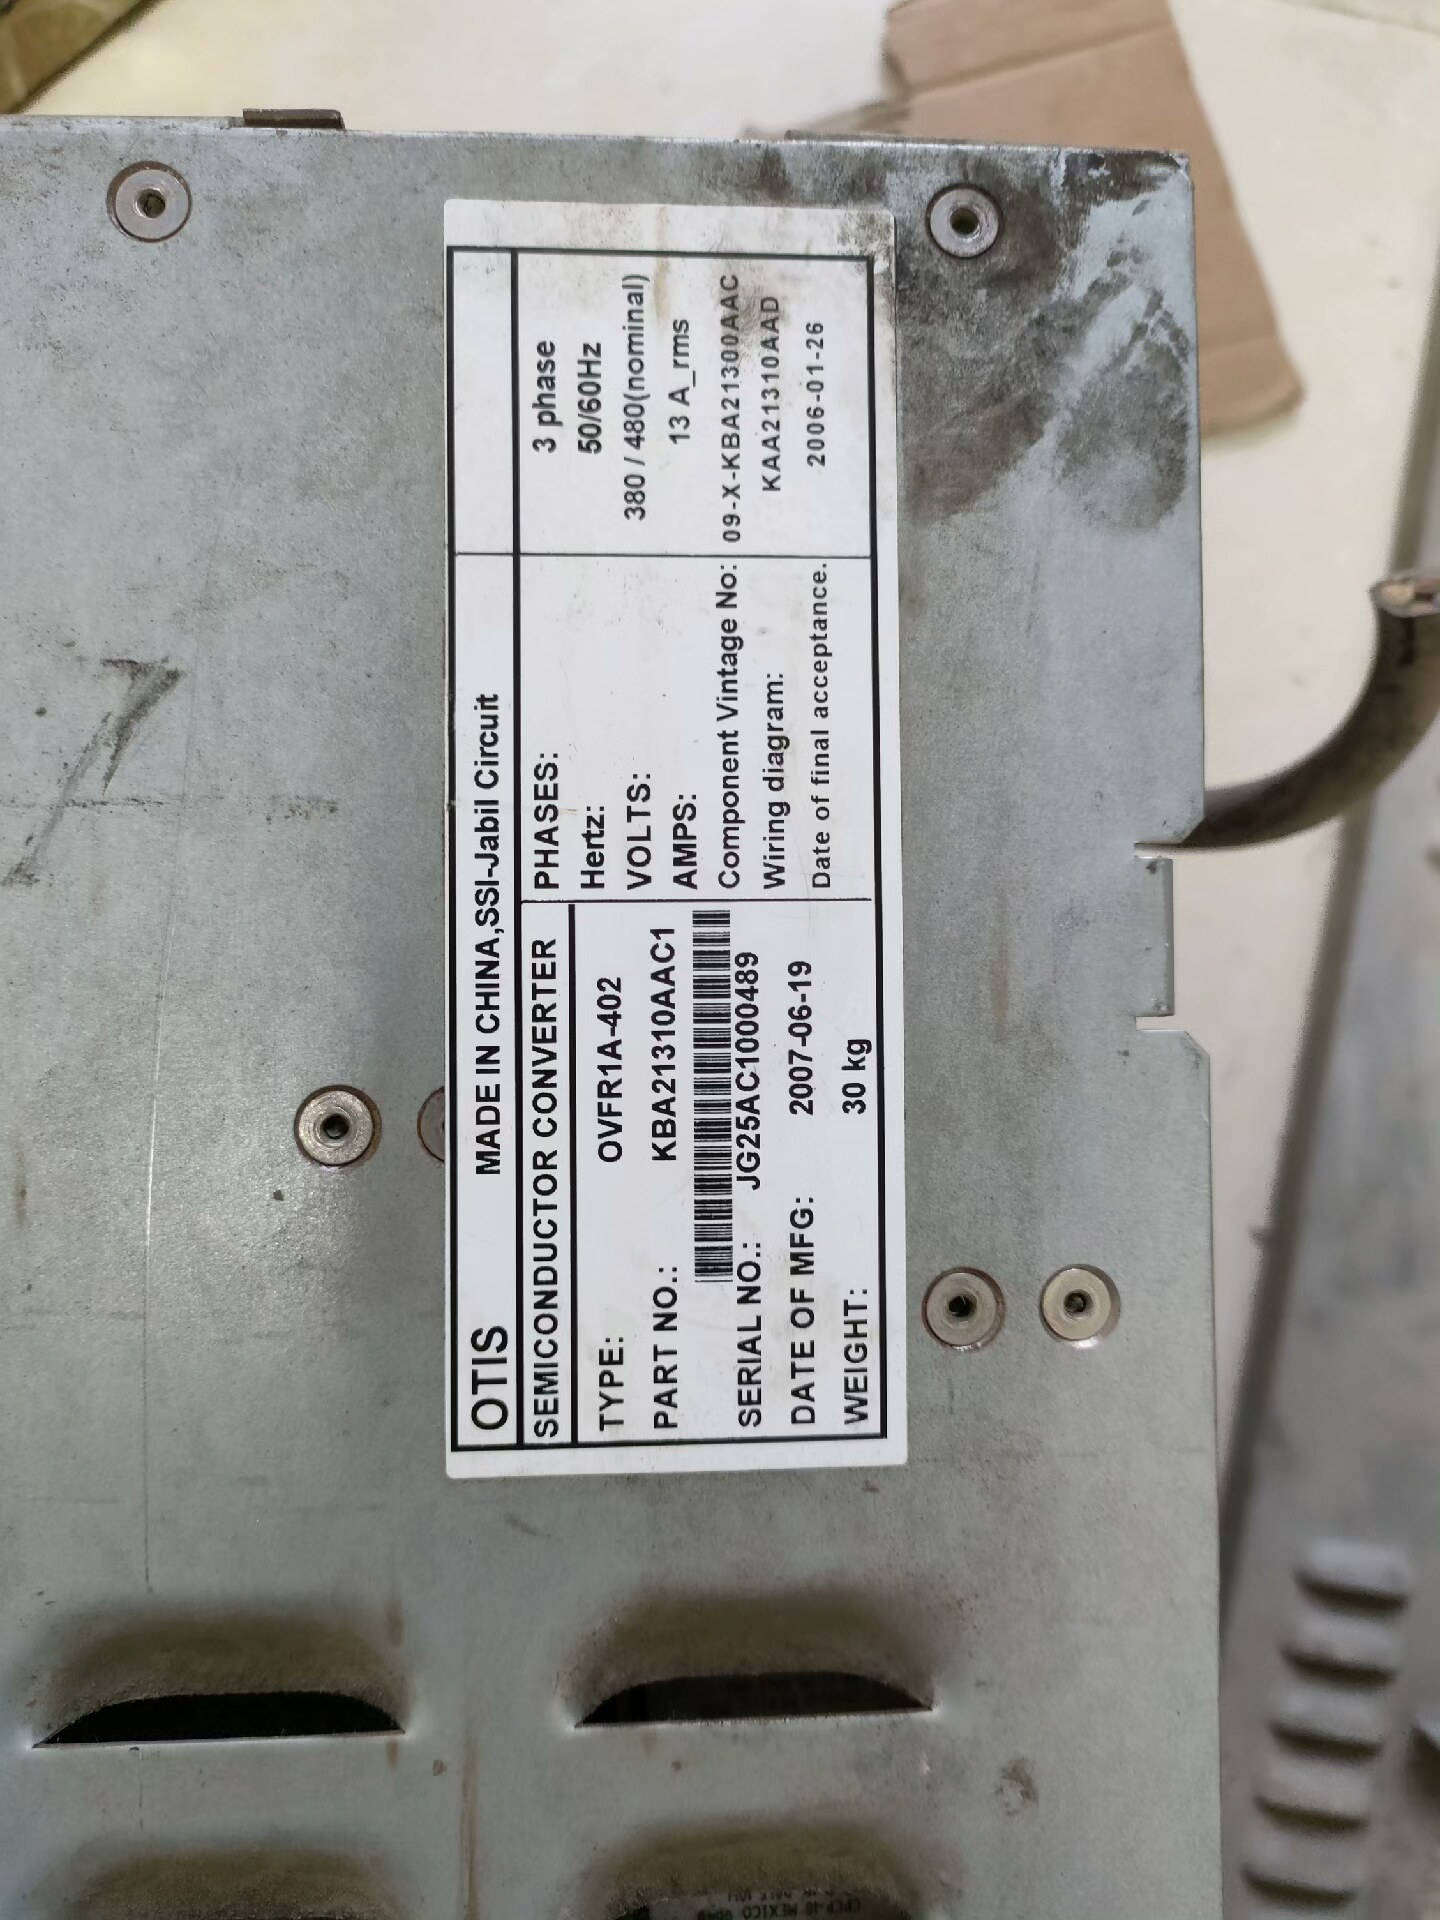 OTIS MADE IN CHINA,SSI-Jabil Circuit
SEMICONDUCTOR CONVERTER
TYPE: OVFR1A-402
PART NO.: KBA21310AAC1
SERIAL NO.: JG25AC1000489
DATE OF MFG: 2007-06-19
WEIGHT: 30 kg
PHASES: 3 phase
Hertz: 50/60Hz
VOLTS: 380 / 480(nominal)
AMPS: 13 A_rms
Component Vintage No: 09-X-KBA21300AAC
Wiring diagram: KAA21310AAD
Date of final acceptance. 2006-01-26
7
MEXICO